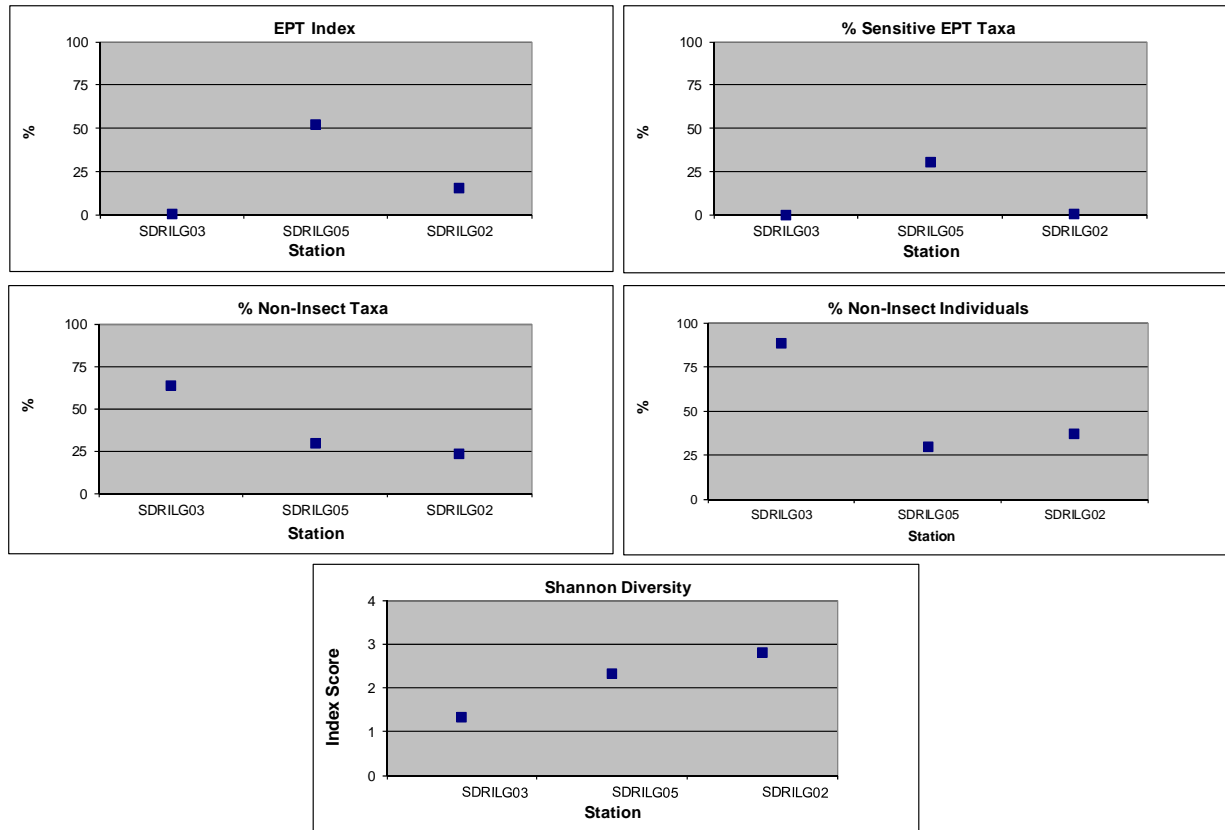 EPT Index
100
75
50
25
0
%
SDRILG03 SDRILG05 SDRILG02
Station
% Sensitive EPT Taxa
100
75
50
25
0
%
SDRILG03 SDRILG05 SDRILG02
Station
% Non-Insect Taxa
100
75
50
25
0
%
SDRILG03 SDRILG05 SDRILG02
Station
% Non-Insect Individuals
100
75
50
25
0
%
SDRILG03 SDRILG05 SDRILG02
Station
Shannon Diversity
4
3
2
1
0
Index Score
SDRILG03 SDRILG05 SDRILG02
Station